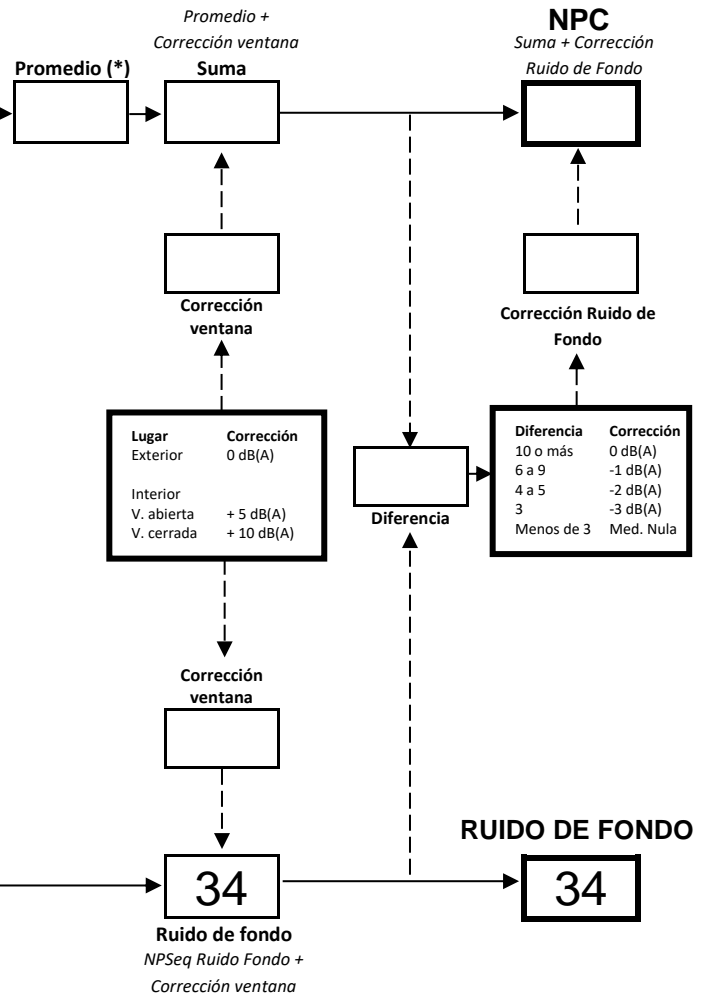 Promedio +
Corrección ventana
Promedio (*)
Suma
NPC
Suma + Corrección
Ruido de Fondo
Corrección
ventana
Corrección Ruido de
Fondo
Lugar Corrección
Exterior 0 dB(A)
Interior
V. abierta + 5 dB(A)
V. cerrada + 10 dB(A)
Diferencia
Diferencia Corrección
10 o más 0 dB(A)
6 a 9 -1 dB(A)
4 a 5 -2 dB(A)
3 -3 dB(A)
Menos de 3 Med. Nula
Corrección
ventana
34
Ruido de fondo
NPSeq Ruido Fondo +
Corrección ventana
RUIDO DE FONDO
34